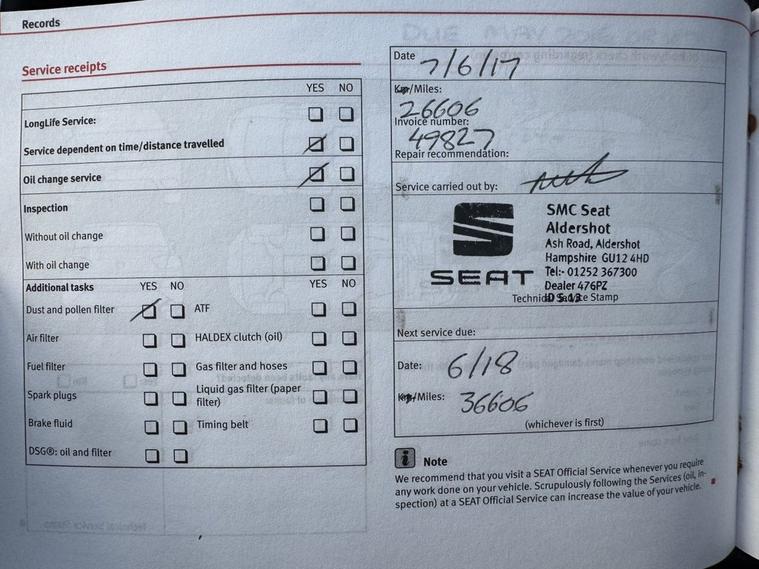 Records
DUE MAY 2016 OR
Service receipts
YES NO
LongLife Service:
Service dependent on time/distance travelled
Oil change service
Inspection
Without oil change
With oil change
Additional tasks YES NO YES NO
Dust and pollen filter ATF
Air filter HALDEX clutch (oil)
Fuel filter Gas filter and hoses
Spark plugs Liquid gas filter (paper
filter)
Brake fluid Timing belt
DSG®: oil and filter
Date 7/6/17
Km/Miles:
26606
Invoice number:
49827
Repair recommendation:
Service carried out by:
SEAT
SMC Seat
Aldershot
Ash Road, Aldershot
Hampshire GU12 4HD
Tel:- 01252 367300
Dealer 476PZ
Technical Service Stamp
Next service due:
Date: 6/18
Km/Miles: 36606
(whichever is first)
Note
We recommend that you visit a SEAT Official Service whenever you require
any work done on your vehicle. Scrupulously following the Services (oil, in-
spection) at a SEAT Official Service can increase the value of your vehicle.